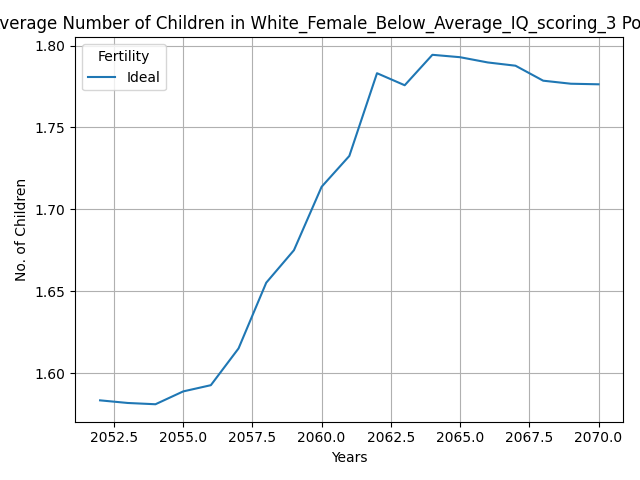 verage Number of Children in White_Female_Below_Average_IQ_scoring_3 Po
Fertility
Ideal
1.80
1.75
1.70
1.65
1.60
No. of Children
2052.5 2055.0 2057.5 2060.0 2062.5 2065.0 2067.5 2070.0
Years